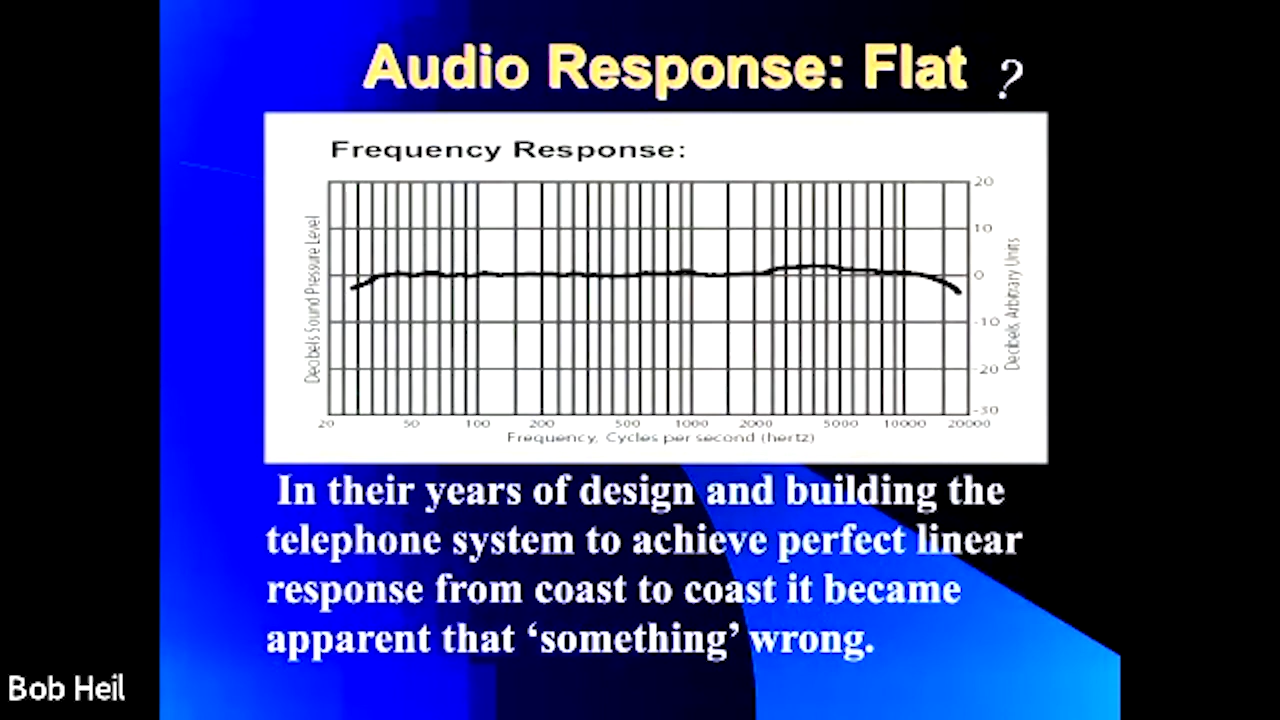 Audio Response: Flat ?
Frequency Response:
20
10
0
-10
-20
-30
Decibels Sound Pressure Level
Decibels, Arbitrary Units
20 50 100 200 500 1000 2000 5000 10000 20000
Frequency, Cycles per second (hertz)
In their years of design and building the
telephone system to achieve perfect linear
response from coast to coast it became
apparent that ‘something’ wrong.
Bob Heil